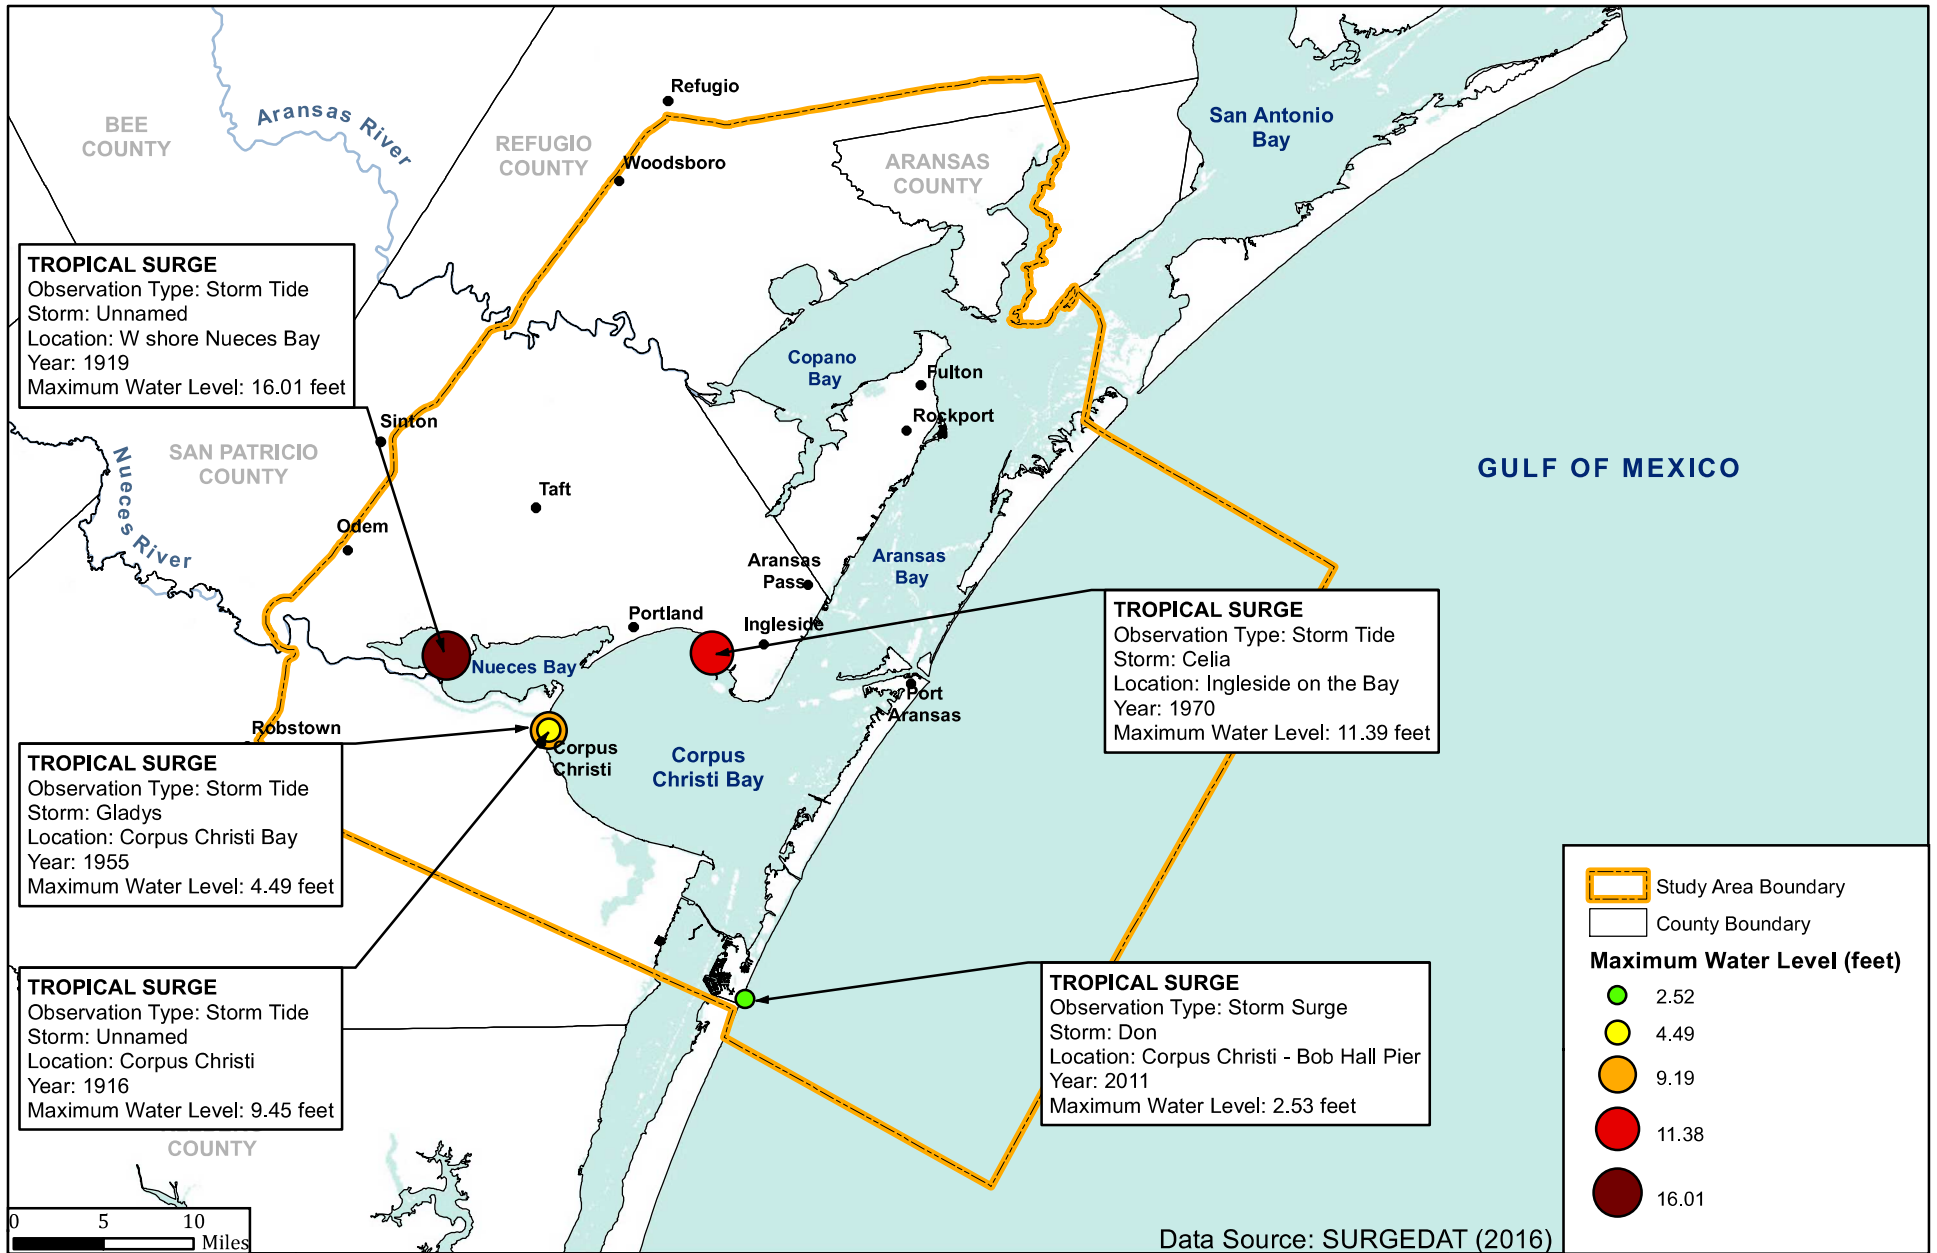 Refugio
BEE
COUNTY
Aransas River
REFUGIO
COUNTY
Woodsboro
ARANSAS
COUNTY
San Antonio
Bay
TROPICAL SURGE
Observation Type: Storm Tide
Storm: Unnamed
Location: W shore Nueces Bay
Year: 1919
Maximum Water Level: 16.01 feet
Copano
Bay
Fulton
Rockport
Sinton
SAN PATRICIO
COUNTY
Nueces River
GULF OF MEXICO
Taft
Odem
Aransas
Pass
Aransas
Bay
Portland
Ingleside
Nueces Bay
TROPICAL SURGE
Observation Type: Storm Tide
Storm: Celia
Location: Ingleside on the Bay
Year: 1970
Maximum Water Level: 11.39 feet
Port
Aransas
Robstown
Corpus
Christi
Corpus
Christi Bay
TROPICAL SURGE
Observation Type: Storm Tide
Storm: Gladys
Location: Corpus Christi Bay
Year: 1955
Maximum Water Level: 4.49 feet
TROPICAL SURGE
Observation Type: Storm Tide
Storm: Unnamed
Location: Corpus Christi
Year: 1916
Maximum Water Level: 9.45 feet
COUNTY
TROPICAL SURGE
Observation Type: Storm Surge
Storm: Don
Location: Corpus Christi - Bob Hall Pier
Year: 2011
Maximum Water Level: 2.53 feet
Study Area Boundary
County Boundary
Maximum Water Level (feet)
2.52
4.49
9.19
11.38
16.01
0 5 10
Miles
Data Source: SURGEDAT (2016)